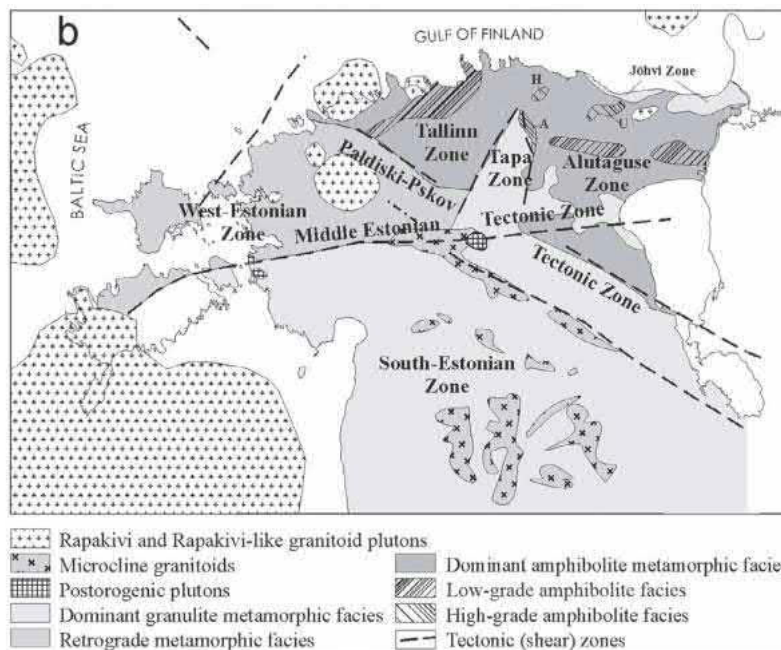 b
GULF OF FINLAND
BALTIC SEA
Jõhvi Zone
H
A
U
Tallinn
Zone
Tapa
Zone
Alutaguse
Zone
Paldiski-Pskov
West-Estonian
Zone
Middle Estonian
Tectonic Zone
Tectonic Zone
South-Estonian
Zone
Rapakivi and Rapakivi-like granitoid plutons
Microcline granitoids
Postorogenic plutons
Dominant granulite metamorphic facies
Retrograde metamorphic facies
Dominant amphibolite metamorphic facie
Low-grade amphibolite facies
High-grade amphibolite facies
Tectonic (shear) zones